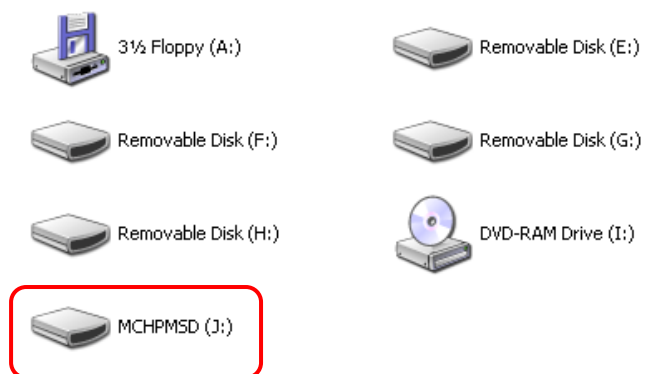 3½ Floppy (A:)
Removable Disk (E:)
Removable Disk (F:)
Removable Disk (G:)
Removable Disk (H:)
DVD-RAM Drive (I:)
MCHPMSD (J:)